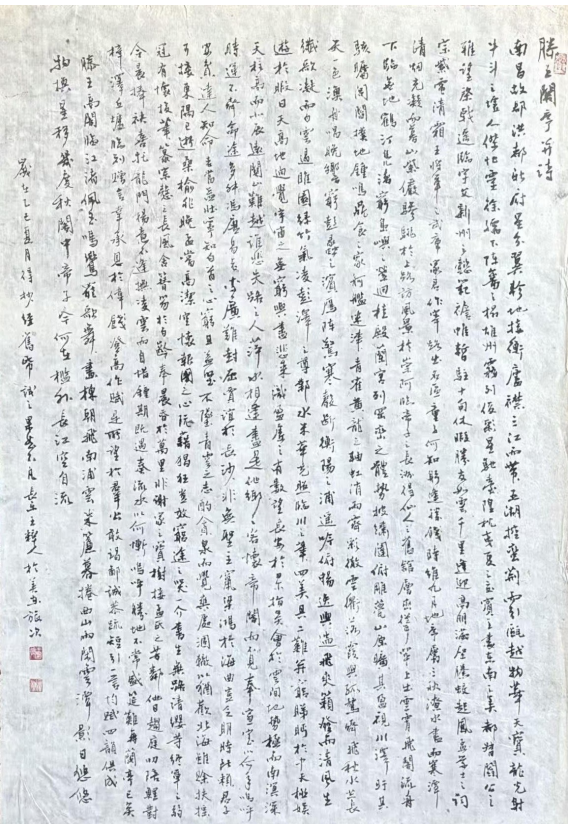 滕王閣序并詩
南昌故郡洪都新府星分翼軫地接衡廬襟三江而帶五湖控蠻荊而引甌越物華天寶龍光射
牛斗之墟人傑地靈徐孺下陳蕃之榻雄州霧列俊彩星馳臺隍枕夷夏之交賓主盡東南之美都督閻公之
雅望棨戟遙臨宇文新州之懿範襜帷暫駐十旬休暇勝友如雲千里逢迎高朋滿座騰蛟起鳳孟學士之詞
宗紫電清霜王將軍之武庫家君作宰路出名區童子何知躬逢勝餞時維九月序屬三秋潦水盡而寒潭
清烟光凝而暮山紫儼驂騑於上路訪風景於崇阿臨帝子之長洲得仙人之舊館層巒聳翠上出重霄飛閣流丹
下臨無地鶴汀鳧渚窮島嶼之縈迴桂殿蘭宮列岡巒之體勢披繡闥俯雕甍山原曠其盈視川澤紆其
駭矚閭閻撲地鐘鳴鼎食之家舸艦迷津青雀黃龍之軸虹消雨霽彩徹雲衢落霞與孤鶩齊飛秋水共長
天一色漁舟唱晚響窮彭蠡之濱雁陣驚寒聲斷衡陽之浦遙吟俯暢逸興遄飛爽籟發而清風生
纖歌凝而白雲遏睢園綠竹氣凌彭澤之樽鄴水朱華光照臨川之筆四美具二難并窮睇眄於中天極娛
遊於暇日天高地迥覺宇宙之無窮興盡悲來識盈虛之有數望長安於日下指吳會於雲間地勢極而南溟深
天柱高而北辰遠關山難越誰悲失路之人萍水相逢盡是他鄉之客懷帝閽而不見奉宣室以何年嗚呼
時運不齊命途多舛馮唐易老李廣難封屈賈誼於長沙非無聖主竄梁鴻於海曲豈乏明時所賴君子
安貧達人知命老當益壯寧知白首之心窮且益堅不墜青雲之志酌貪泉而覺爽處涸轍以猶歡北海雖賒扶搖
可接東隅已逝桑榆非晚孟嘗高潔空懷報國之心阮籍猖狂豈效窮途之哭一介書生無路請纓等終軍之弱
冠有懷投筆慕宗愨之長風舍簪笏於百齡奉晨昏於萬里非謝家之寶樹接孟氏之芳鄰他日趨庭叨陪鯉對
今晨捧袂喜托龍門楊意不逢撫凌雲而自惜鍾期既遇奏流水以何慚嗚呼勝地不常盛筵難再蘭亭已矣
梓澤丘墟臨別贈言幸承恩於偉餞登高作賦是所望於群公敢竭鄙誠恭疏短引一言均賦四韻俱成
滕王高閣臨江渚佩玉鳴鸞罷歌舞畫棟朝飛南浦雲朱簾暮捲西山雨閒雲潭影日悠悠
物換星移幾度秋閣中帝子今何在檻外長江空自流
歲在乙巳夏月得抄經舊紙試